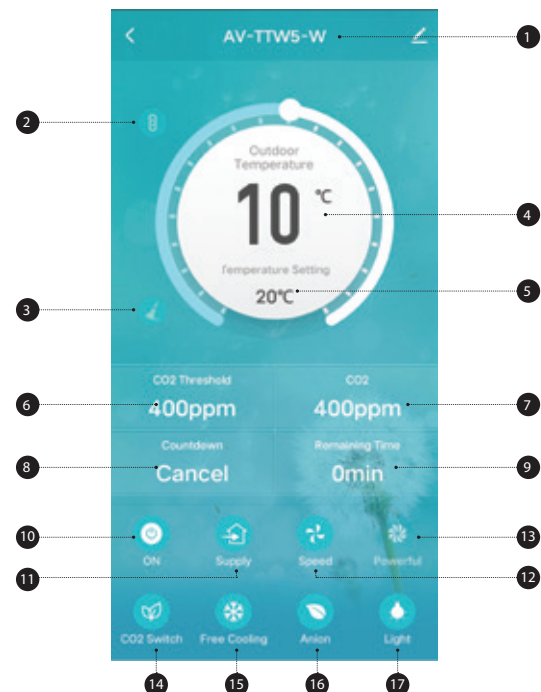 AV-TTW5-W
1
2
Outdoor
Temperature
10 °C
4
Temperature Setting
20°C
5
3
CO2 Threshold
CO2
6
400ppm
400ppm
7
Countdown
Remaining Time
8
Cancel
0min
9
10
13
ON
Supply
Speed
Powerful
11
12
CO2 Switch
Free Cooling
Anion
Light
14
15
16
17